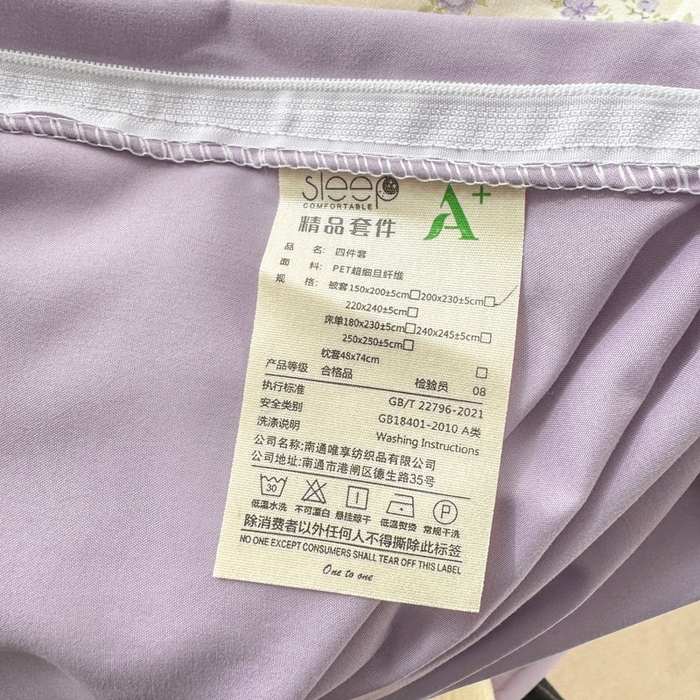 sleep
COMFORTABLE
A+
精品套件
品 名：四件套
面 料：PET超细旦纤维
规 格：被套150x200±5cm□200x230±5cm□
220x240±5cm□
床单180x230±5cm□240x245±5cm□
250x250±5cm□
枕套48x74cm □
产品等级 合格品 检验员 08
执行标准 GB/T 22796-2021
安全类别 GB18401-2010 A类
洗涤说明 Washing Instructions
公司名称:南通唯享纺织品有限公司
公司地址:南通市港闸区德生路35号
30 P
低温水洗 不可漂白 悬挂晾干 低温熨烫 常规干洗
除消费者以外任何人不得撕除此标签
NO ONE EXCEPT CONSUMERS SHALL TEAR OFF THIS LABEL
One to one